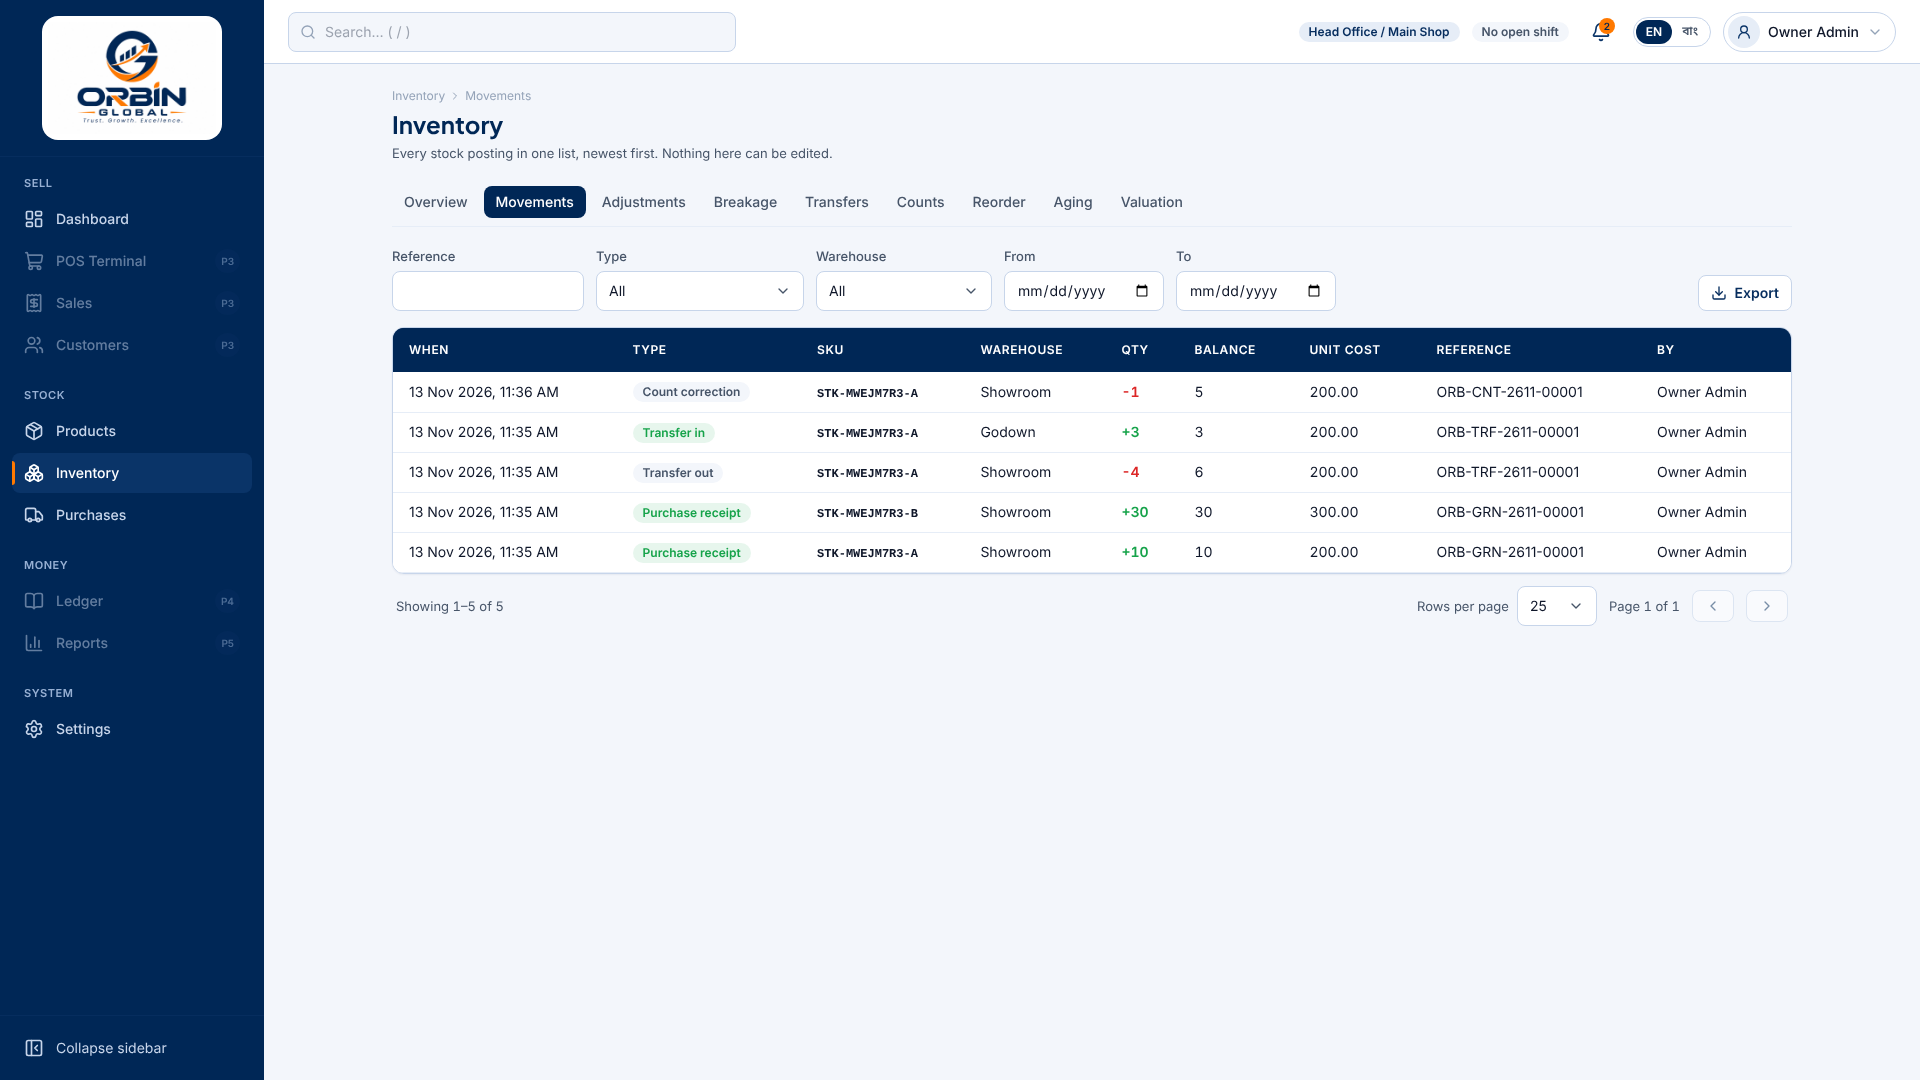 ORBIN
GLOBAL
Trust. Growth. Excellence.
SELL
Dashboard
POS Terminal P3
Sales P3
Customers P3
STOCK
Products
Inventory
Purchases
MONEY
Ledger P4
Reports P5
SYSTEM
Settings
Collapse sidebar
Search... ( / )
Head Office / Main Shop No open shift 2 EN বাং Owner Admin
Inventory > Movements
Inventory
Every stock posting in one list, newest first. Nothing here can be edited.
Overview Movements Adjustments Breakage Transfers Counts Reorder Aging Valuation
Reference Type Warehouse From To
All All mm/dd/yyyy mm/dd/yyyy Export
WHEN TYPE SKU WAREHOUSE QTY BALANCE UNIT COST REFERENCE BY
13 Nov 2026, 11:36 AM Count correction STK-MWEJM7R3-A Showroom -1 5 200.00 ORB-CNT-2611-00001 Owner Admin
13 Nov 2026, 11:35 AM Transfer in STK-MWEJM7R3-A Godown +3 3 200.00 ORB-TRF-2611-00001 Owner Admin
13 Nov 2026, 11:35 AM Transfer out STK-MWEJM7R3-A Showroom -4 6 200.00 ORB-TRF-2611-00001 Owner Admin
13 Nov 2026, 11:35 AM Purchase receipt STK-MWEJM7R3-B Showroom +30 30 300.00 ORB-GRN-2611-00001 Owner Admin
13 Nov 2026, 11:35 AM Purchase receipt STK-MWEJM7R3-A Showroom +10 10 200.00 ORB-GRN-2611-00001 Owner Admin
Showing 1–5 of 5 Rows per page 25 Page 1 of 1